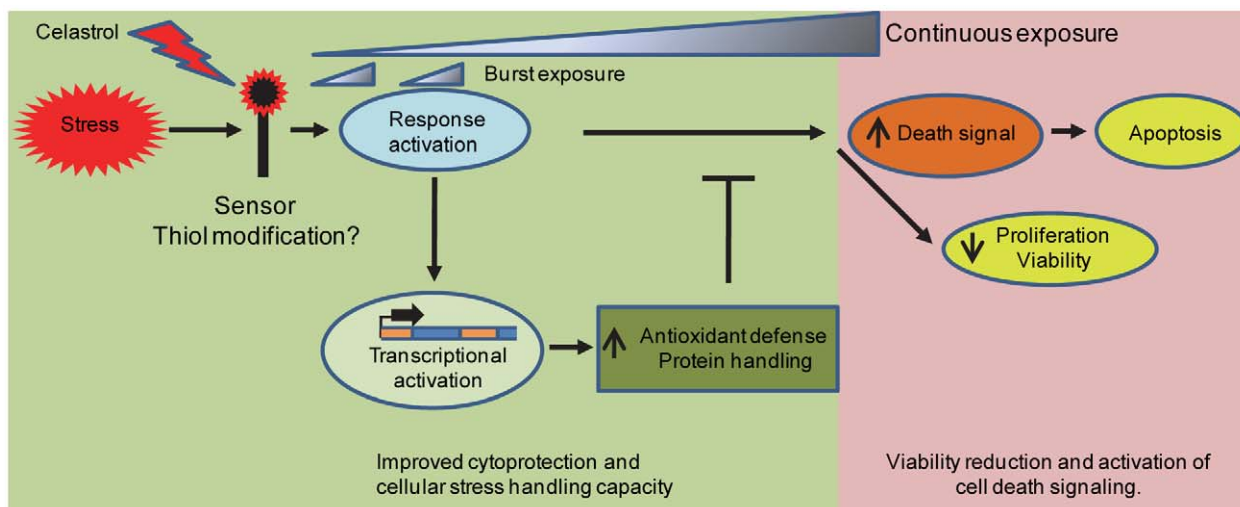 Celastrol
Continuous exposure
Burst exposure
Stress
Response
activation
Death signal
Apoptosis
Sensor
Thiol modification?
Proliferation
Viability
Transcriptional
activation
Antioxidant defense
Protein handling
Improved cytoprotection and
cellular stress handling capacity
Viability reduction and activation of
cell death signaling.